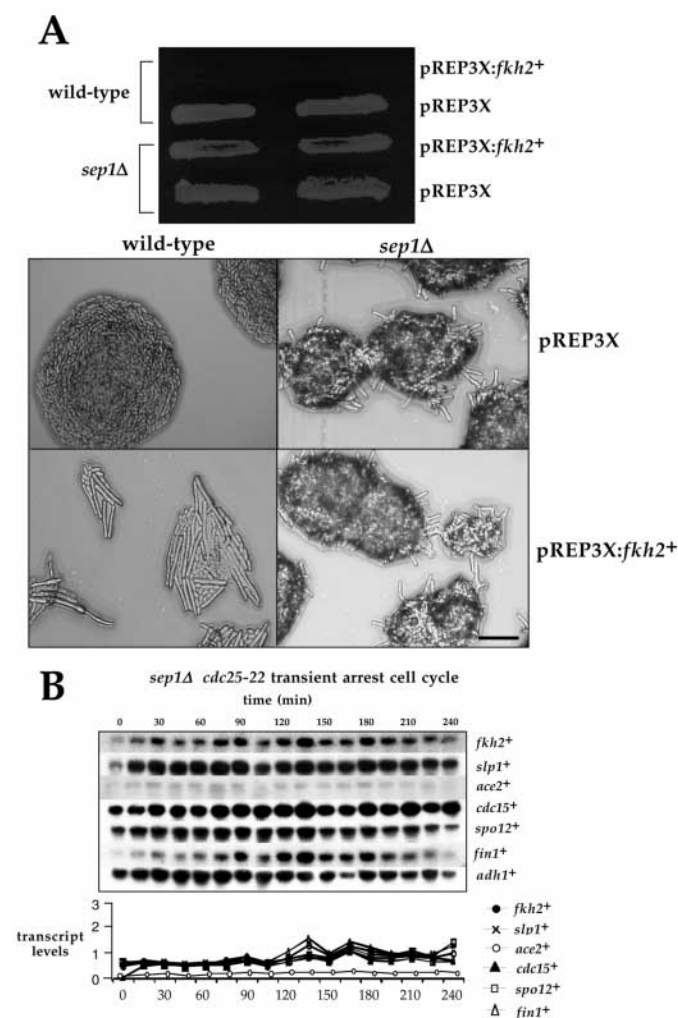 A
wild-type
sep1Δ
pREP3X:fkh2+
pREP3X
pREP3X:fkh2+
pREP3X
wild-type
sep1Δ
pREP3X
pREP3X:fkh2+
B
sep1Δ cdc25-22 transient arrest cell cycle
time (min)
0 30 60 90 120 150 180 210 240
fkh2+
slp1+
ace2+
cdc15+
spo12+
fin1+
adh1+
transcript levels
3
2
1
0
0 30 60 90 120 150 180 210 240
fkh2+
slp1+
ace2+
cdc15+
spo12+
fin1+